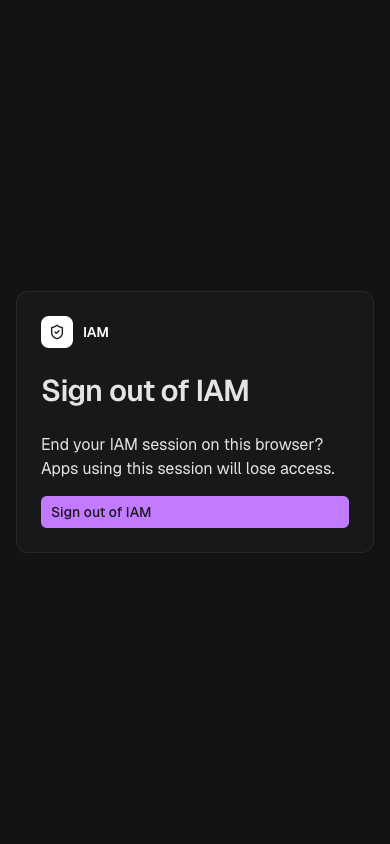 IAM
Sign out of IAM
End your IAM session on this browser?
Apps using this session will lose access.
Sign out of IAM